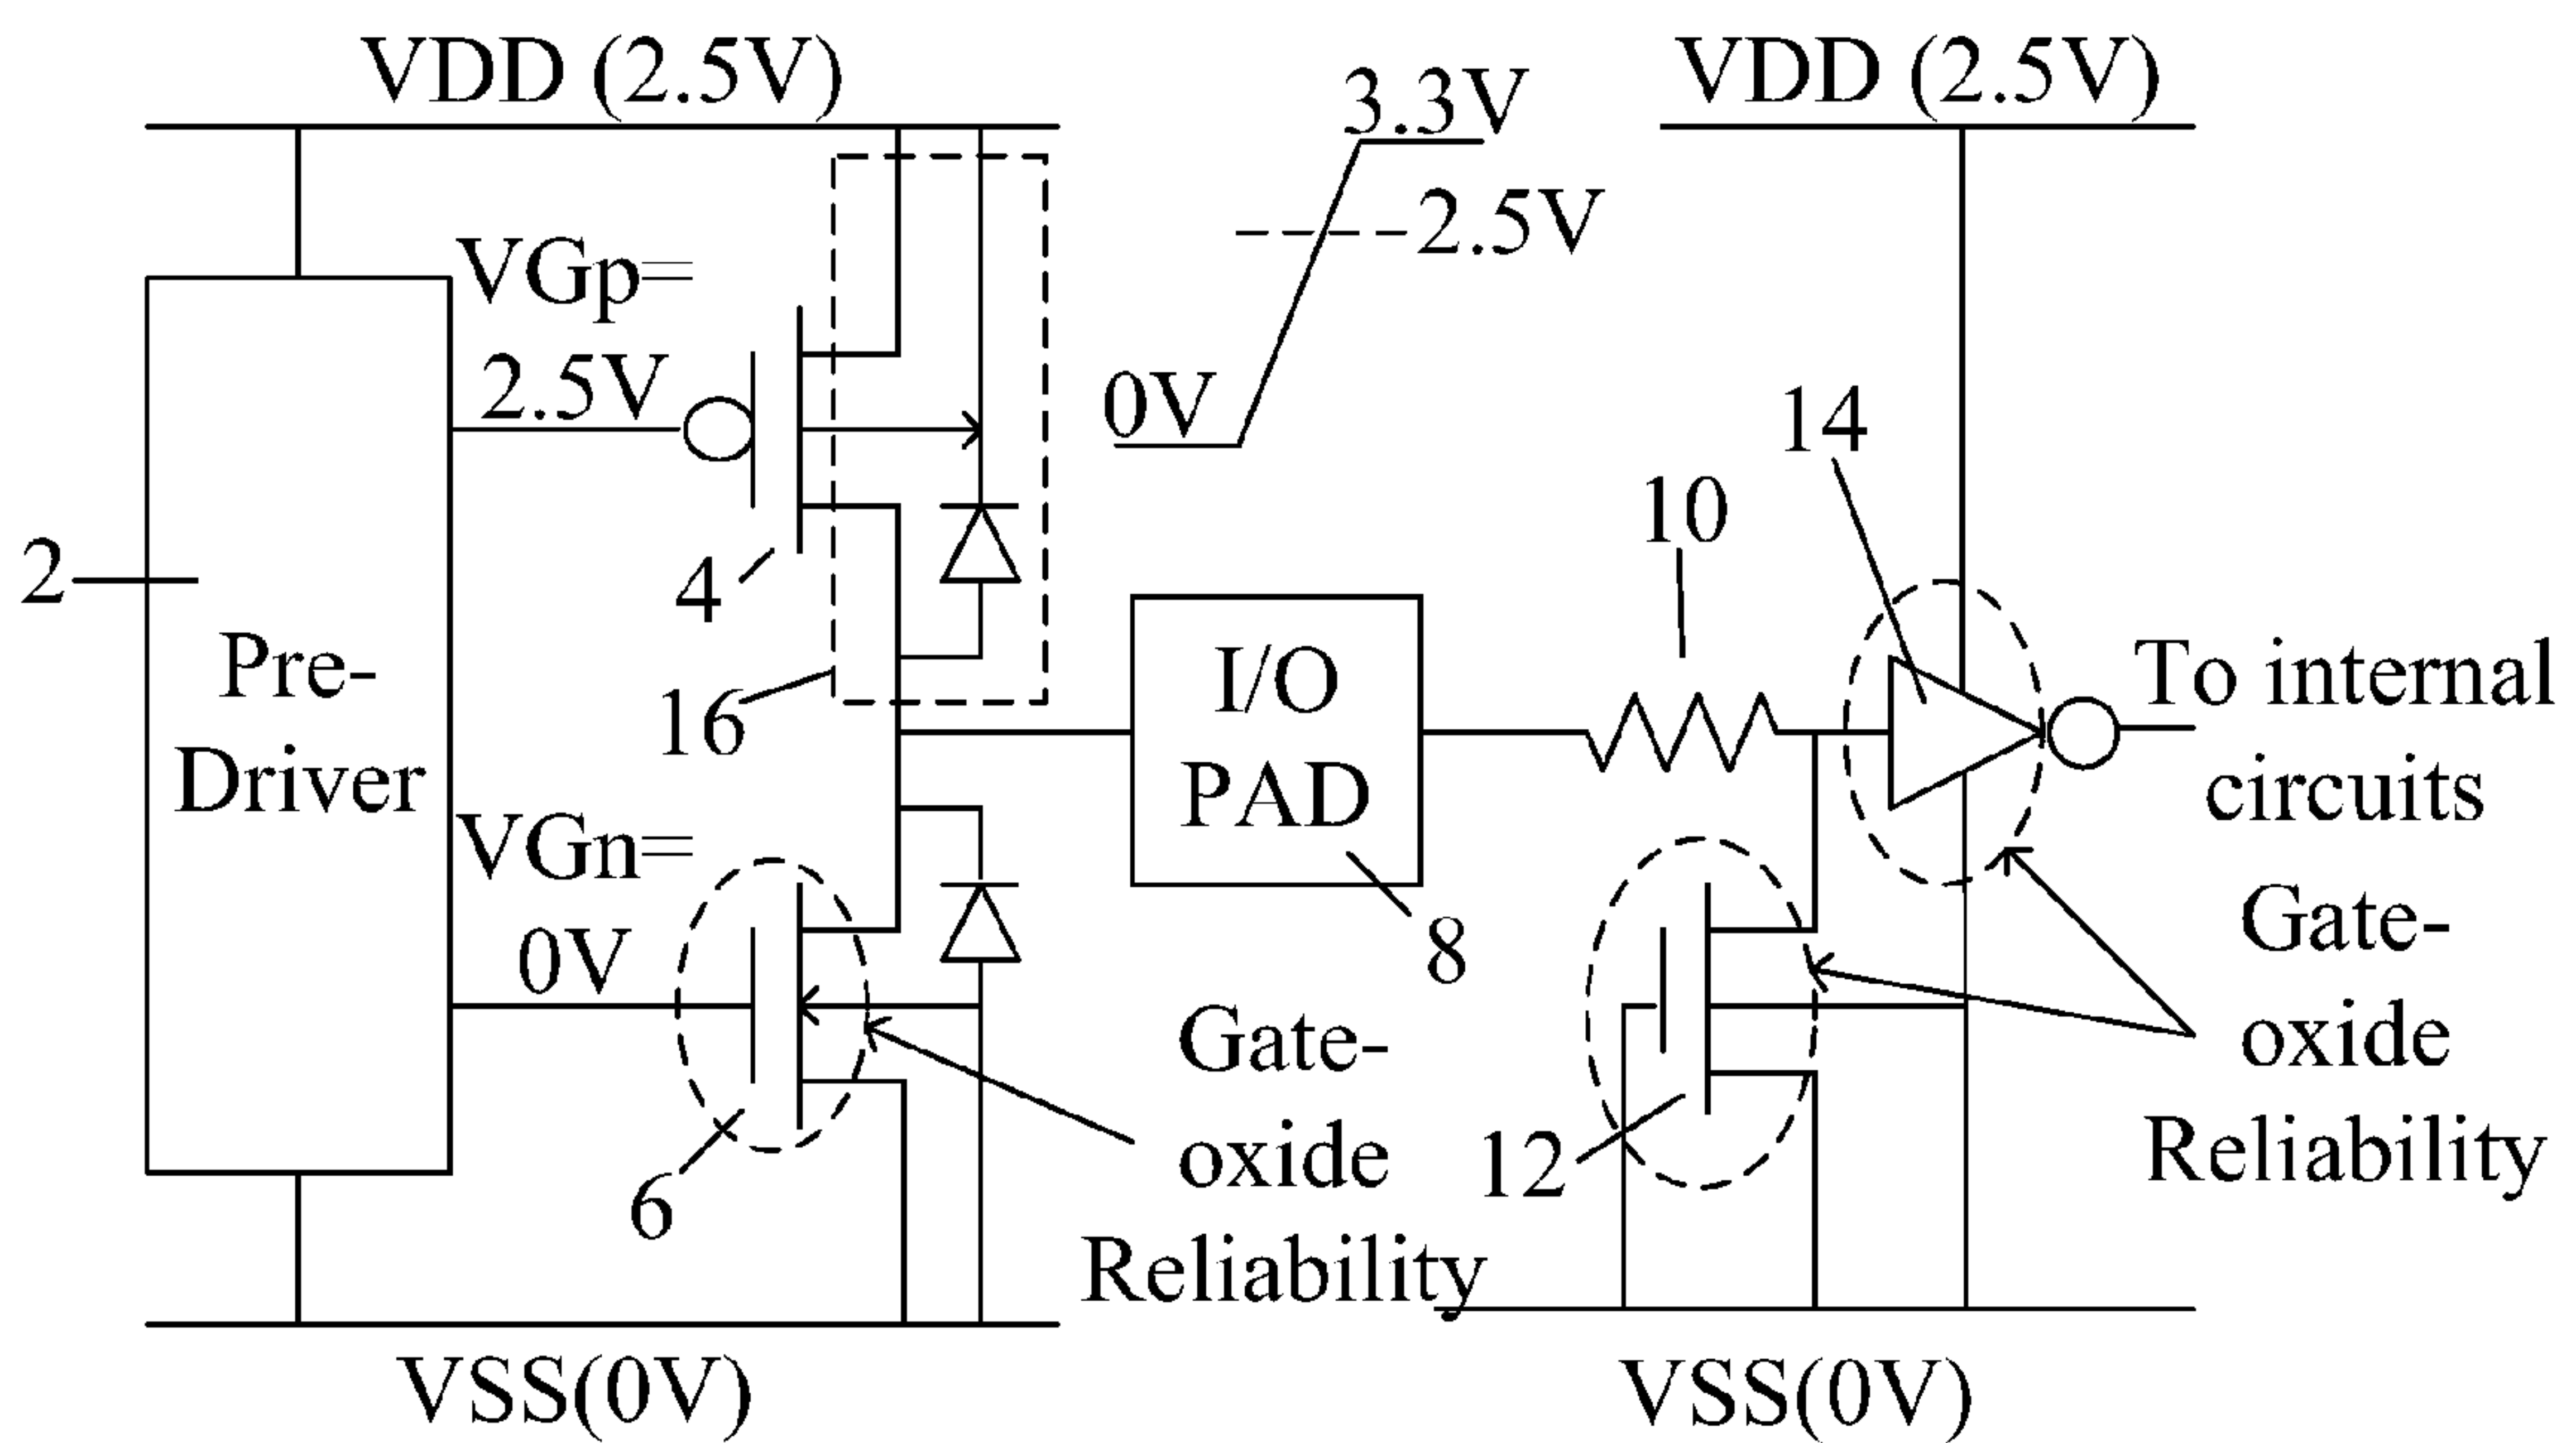 VDD (2.5V)
VDD (2.5V)
3.3V
2.5V
0V
VGp=
2.5V
14
10
2
4
16
Pre-
Driver
I/O
PAD
8
To internal
circuits
VGn=
0V
6
Gate-
oxide
Reliability
12
Gate-
oxide
Reliability
VSS(0V)
VSS(0V)